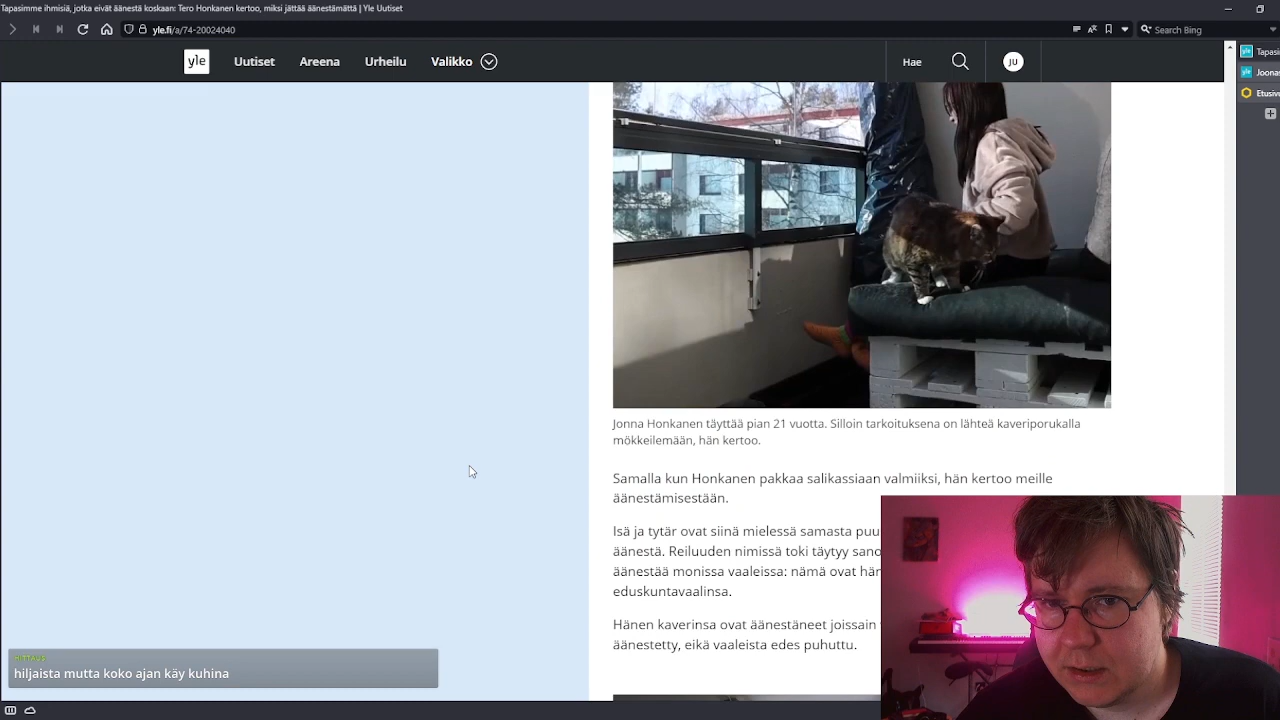 Tapasimme ihmisiä, jotka eivät äänestä koskaan: Tero Honkanen kertoo, miksi jättää äänestämättä | Yle Uutiset
yle.fi/a/74-20024040
Search Bing
yle
Uutiset
Areena
Urheilu
Valikko
Hae
JU
Tapasi
Joonas
Etusivu
Jonna Honkanen täyttää pian 21 vuotta. Silloin tarkoituksena on lähteä kaveriporukalla
mökkeilemään, hän kertoo.
Samalla kun Honkanen pakkaa salikassiaan valmiiksi, hän kertoo meille
äänestämisestään.
Isä ja tytär ovat siinä mielessä samasta puu
äänestä. Reiluuden nimissä toki täytyy sano
äänestää monissa vaaleissa: nämä ovat hän
eduskuntavaalinsa.
Hänen kaverinsa ovat äänestäneet joissain
äänestetty, eikä vaaleista edes puhuttu.
hiljaista mutta koko ajan käy kuhina